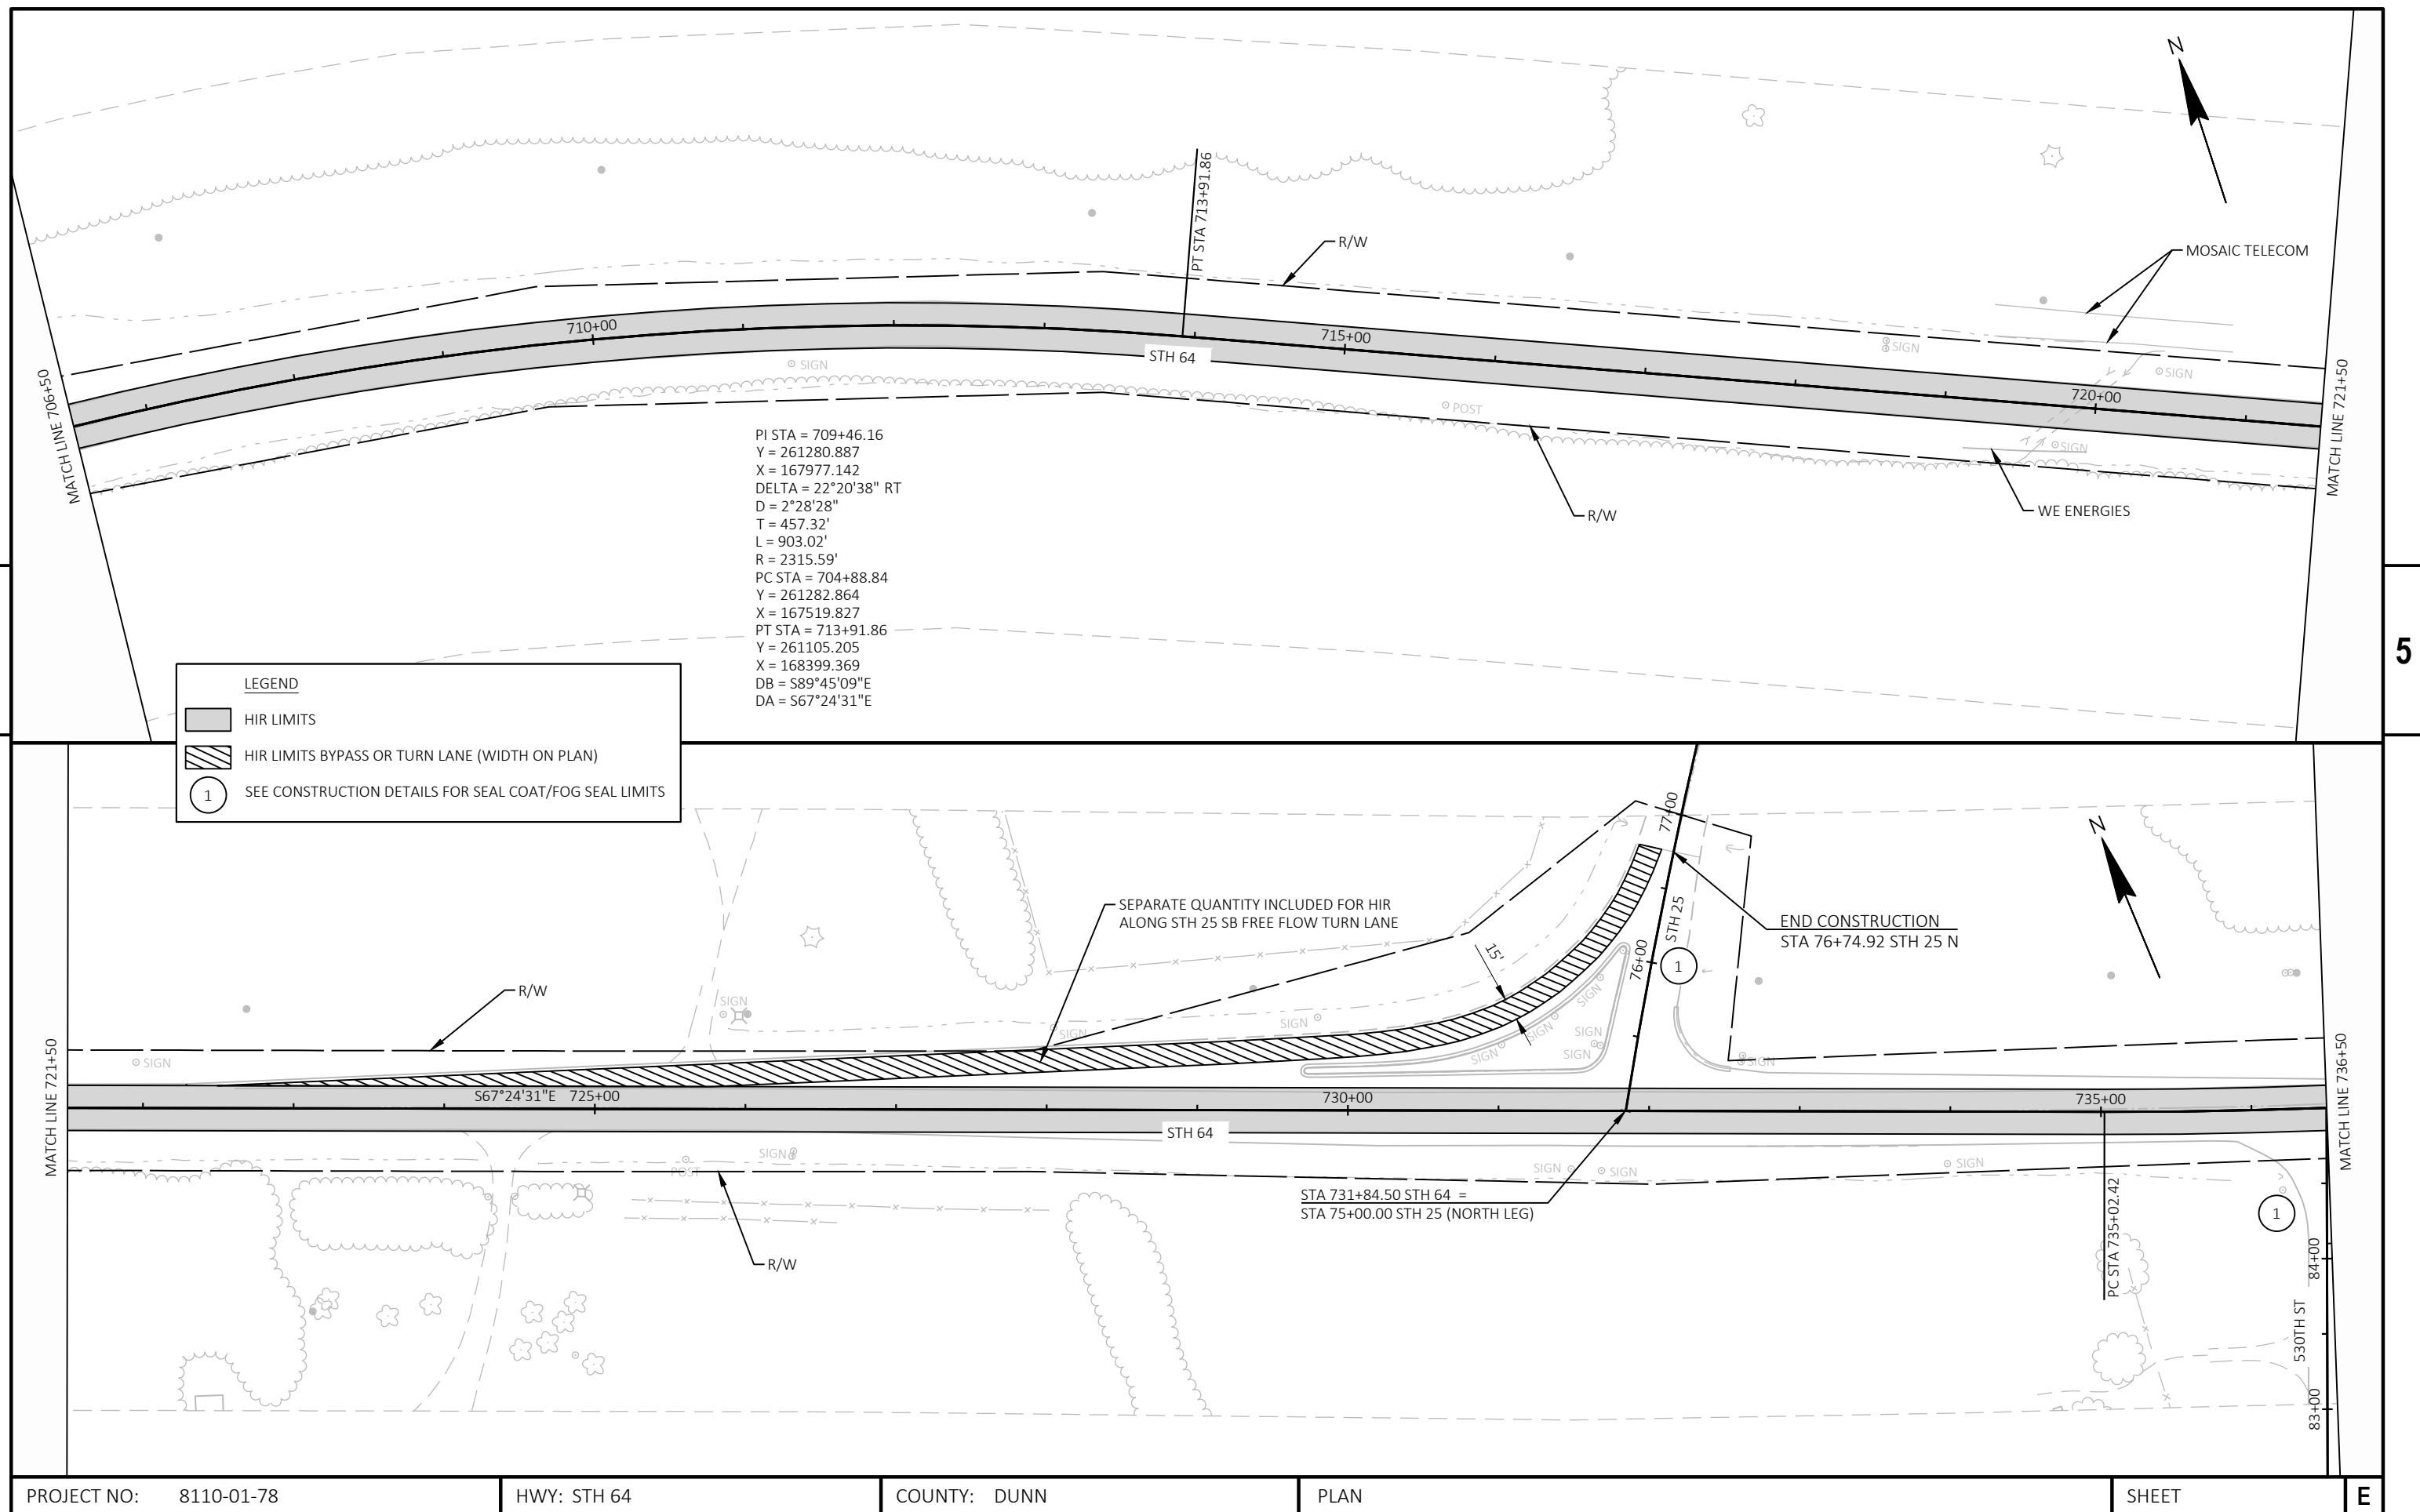 N
PT STA 713+91.86
R/W
MOSAIC TELECOM
710+00
715+00
STH 64
SIGN
SIGN
SIGN
720+00
POST
SIGN
MATCH LINE 706+50
MATCH LINE 721+50
PI STA = 709+46.16
Y = 261280.887
X = 167977.142
DELTA = 22°20'38" RT
D = 2°28'28"
T = 457.32'
L = 903.02'
R = 2315.59'
PC STA = 704+88.84
Y = 261282.864
X = 167519.827
PT STA = 713+91.86
Y = 261105.205
X = 168399.369
DB = S89°45'09"E
DA = S67°24'31"E
R/W
WE ENERGIES
5
LEGEND
HIR LIMITS
HIR LIMITS BYPASS OR TURN LANE (WIDTH ON PLAN)
1 SEE CONSTRUCTION DETAILS FOR SEAL COAT/FOG SEAL LIMITS
77+00
N
SEPARATE QUANTITY INCLUDED FOR HIR
ALONG STH 25 SB FREE FLOW TURN LANE
STH 25
END CONSTRUCTION
STA 76+74.92 STH 25 N
15'
76+00
1
R/W
SIGN
SIGN
SIGN
SIGN
SIGN
SIGN
SIGN
SIGN
SIGN
SIGN
MATCH LINE 721+50
MATCH LINE 736+50
S67°24'31"E
725+00
730+00
735+00
STH 64
POST
SIGN
SIGN
SIGN
SIGN
STA 731+84.50 STH 64 =
STA 75+00.00 STH 25 (NORTH LEG)
PC STA 735+02.42
1
R/W
84+00
530TH ST
83+00
PROJECT NO: 8110-01-78
HWY: STH 64
COUNTY: DUNN
PLAN
SHEET
E